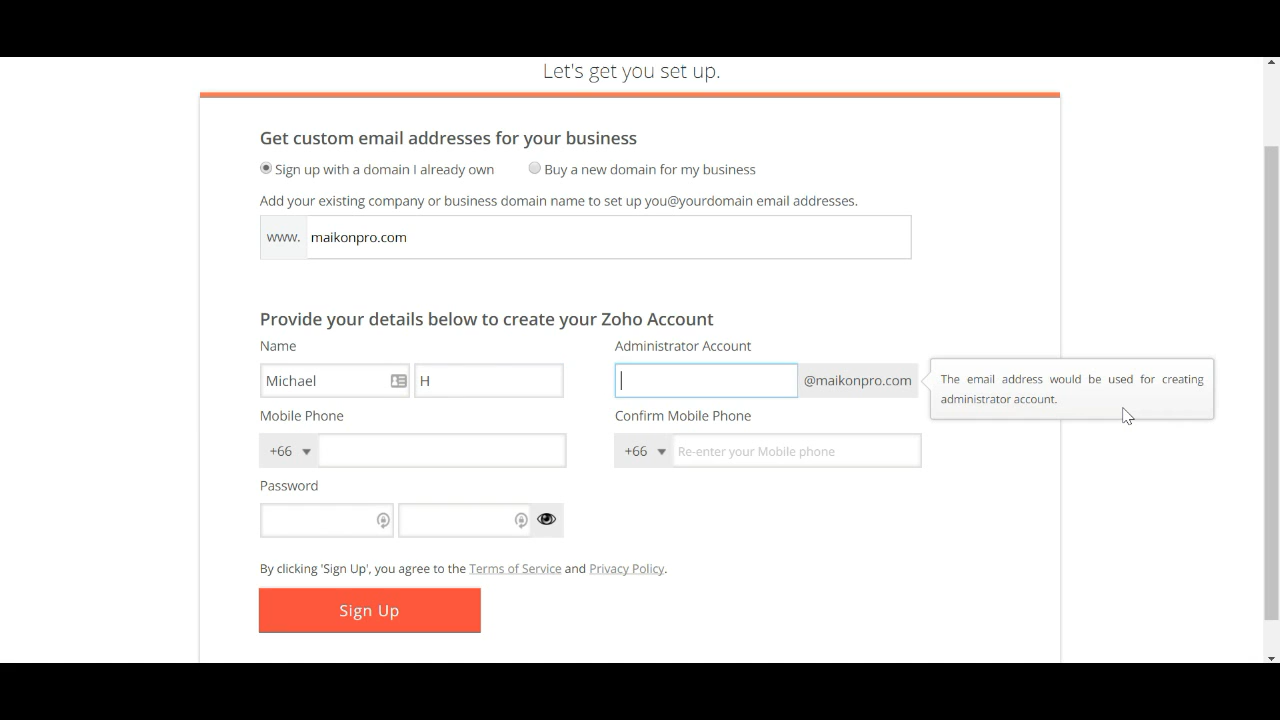 Let's get you set up.
Get custom email addresses for your business
Sign up with a domain I already own
Buy a new domain for my business
Add your existing company or business domain name to set up you@yourdomain email addresses.
www. maikonpro.com
Provide your details below to create your Zoho Account
Name
Administrator Account
Michael
H
@maikonpro.com
The email address would be used for creating
administrator account.
Mobile Phone
Confirm Mobile Phone
+66
+66
Re-enter your Mobile phone
Password
By clicking 'Sign Up', you agree to the Terms of Service and Privacy Policy.
Sign Up